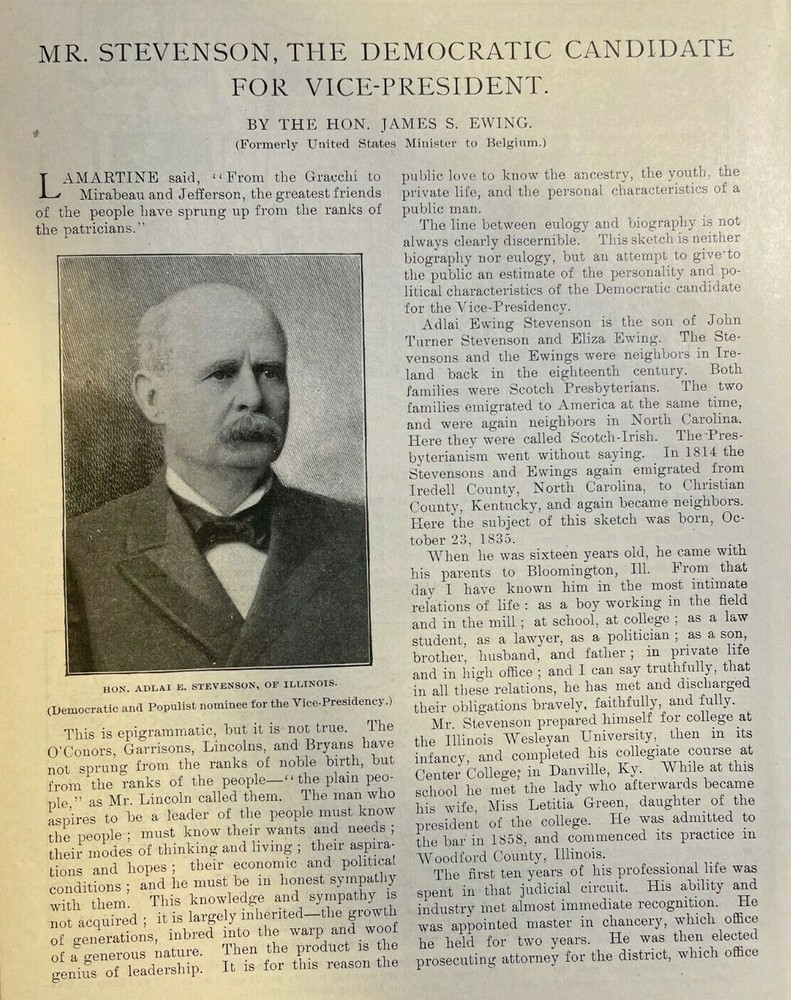 MR. STEVENSON, THE DEMOCRATIC CANDIDATE
FOR VICE-PRESIDENT.
BY THE HON. JAMES S. EWING.
(Formerly United States Minister to Belgium.)
LAMARTINE said, “From the Gracchi to
Mirabeau and Jefferson, the greatest friends
of the people have sprung up from the ranks of
the patricians.”
HON. ADLAI E. STEVENSON, OF ILLINOIS.
(Democratic and Populist nominee for the Vice-Presidency.)
This is epigrammatic, but it is not true. The
O'Conors, Garrisons, Lincolns, and Bryans have
not sprung from the ranks of noble birth, but
from the ranks of the people—“the plain peo-
ple,” as Mr. Lincoln called them. The man who
aspires to be a leader of the people must know
the people; must know their wants and needs;
their modes of thinking and living; their aspira-
tions and hopes; their economic and political
conditions; and he must be in honest sympathy
with them. This knowledge and sympathy is
not acquired; it is largely inherited—the growth
of generations, inbred into the warp and woof
of a generous nature. Then the product is the
genius of leadership. It is for this reason the
public love to know the ancestry, the youth, the
private life, and the personal characteristics of a
public man.
The line between eulogy and biography is not
always clearly discernible. This sketch is neither
biography nor eulogy, but an attempt to give to
the public an estimate of the personality and po-
litical characteristics of the Democratic candidate
for the Vice-Presidency.
Adlai Ewing Stevenson is the son of John
Turner Stevenson and Eliza Ewing. The Ste-
vensons and the Ewings were neighbors in Ire-
land back in the eighteenth century. Both
families were Scotch Presbyterians. The two
families emigrated to America at the same time,
and were again neighbors in North Carolina.
Here they were called Scotch-Irish. The Pres-
byterianism went without saying. In 1814 the
Stevensons and Ewings again emigrated from
Iredell County, North Carolina, to Christian
County, Kentucky, and again became neighbors.
Here the subject of this sketch was born, Oc-
tober 23, 1835.
When he was sixteen years old, he came with
his parents to Bloomington, Ill. From that
day I have known him in the most intimate
relations of life: as a boy working in the field
and in the mill; at school, at college; as a law
student, as a lawyer, as a politician; as a son,
brother, husband, and father; in private life
and in high office; and I can say truthfully, that
in all these relations, he has met and discharged
their obligations bravely, faithfully, and fully.
Mr. Stevenson prepared himself for college at
the Illinois Wesleyan University, then in its
infancy, and completed his collegiate course at
Center College, in Danville, Ky. While at this
school he met the lady who afterwards became
his wife, Miss Letitia Green, daughter of the
president of the college. He was admitted to
the bar in 1858, and commenced its practice in
Woodford County, Illinois.
The first ten years of his professional life was
spent in that judicial circuit. His ability and
industry met almost immediate recognition. He
was appointed master in chancery, which office
he held for two years. He was then elected
prosecuting attorney for the district, which office